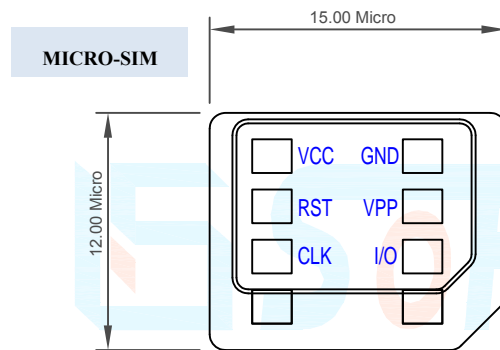 15.00 Micro
MICRO-SIM
12.00 Micro
VCC GND
RST VPP
CLK I/O